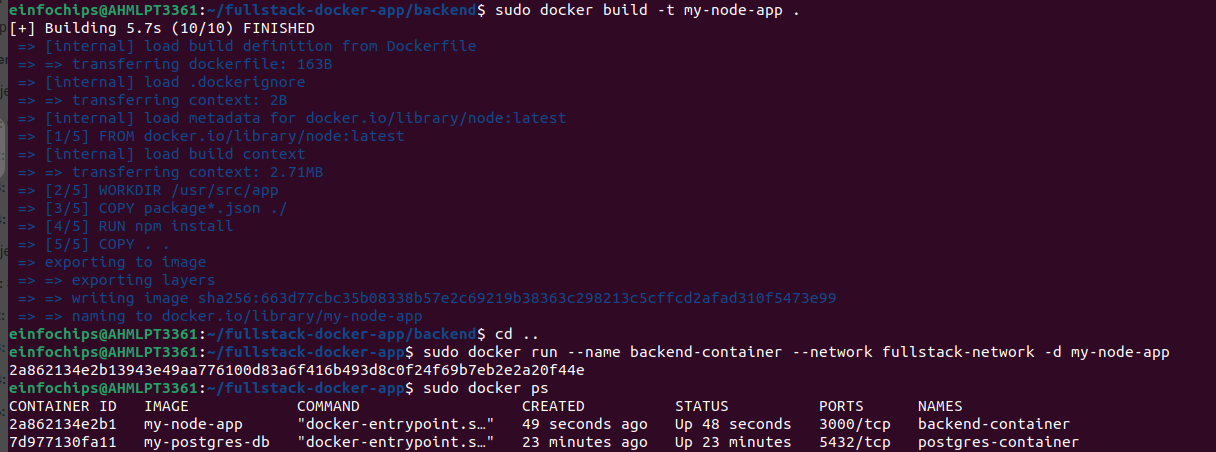 einfochips@AHMLPT3361:~/fullstack-docker-app/backend$ sudo docker build -t my-node-app .
[+] Building 5.7s (10/10) FINISHED
=> [internal] load build definition from Dockerfile
=> => transferring dockerfile: 163B
=> [internal] load .dockerignore
=> => transferring context: 2B
=> [internal] load metadata for docker.io/library/node:latest
=> [1/5] FROM docker.io/library/node:latest
=> [internal] load build context
=> => transferring context: 2.71MB
=> [2/5] WORKDIR /usr/src/app
=> [3/5] COPY package*.json ./
=> [4/5] RUN npm install
=> [5/5] COPY . .
=> exporting to image
=> => exporting layers
=> => writing image sha256:663d77cbc35b08338b57e2c69219b38363c298213c5cffcd2afad310f5473e99
=> => naming to docker.io/library/my-node-app
einfochips@AHMLPT3361:~/fullstack-docker-app/backend$ cd ..
einfochips@AHMLPT3361:~/fullstack-docker-app$ sudo docker run --name backend-container --network fullstack-network -d my-node-app
2a862134e2b13943e49aa776100d83a6f416b493d8c0f24f69b7eb2e2a20f44e
einfochips@AHMLPT3361:~/fullstack-docker-app$ sudo docker ps
CONTAINER ID   IMAGE            COMMAND                  CREATED          STATUS          PORTS      NAMES
2a862134e2b1   my-node-app      "docker-entrypoint.s…"   49 seconds ago   Up 48 seconds   3000/tcp   backend-container
7d977130fa11   my-postgres-db   "docker-entrypoint.s…"   23 minutes ago   Up 23 minutes   5432/tcp   postgres-container